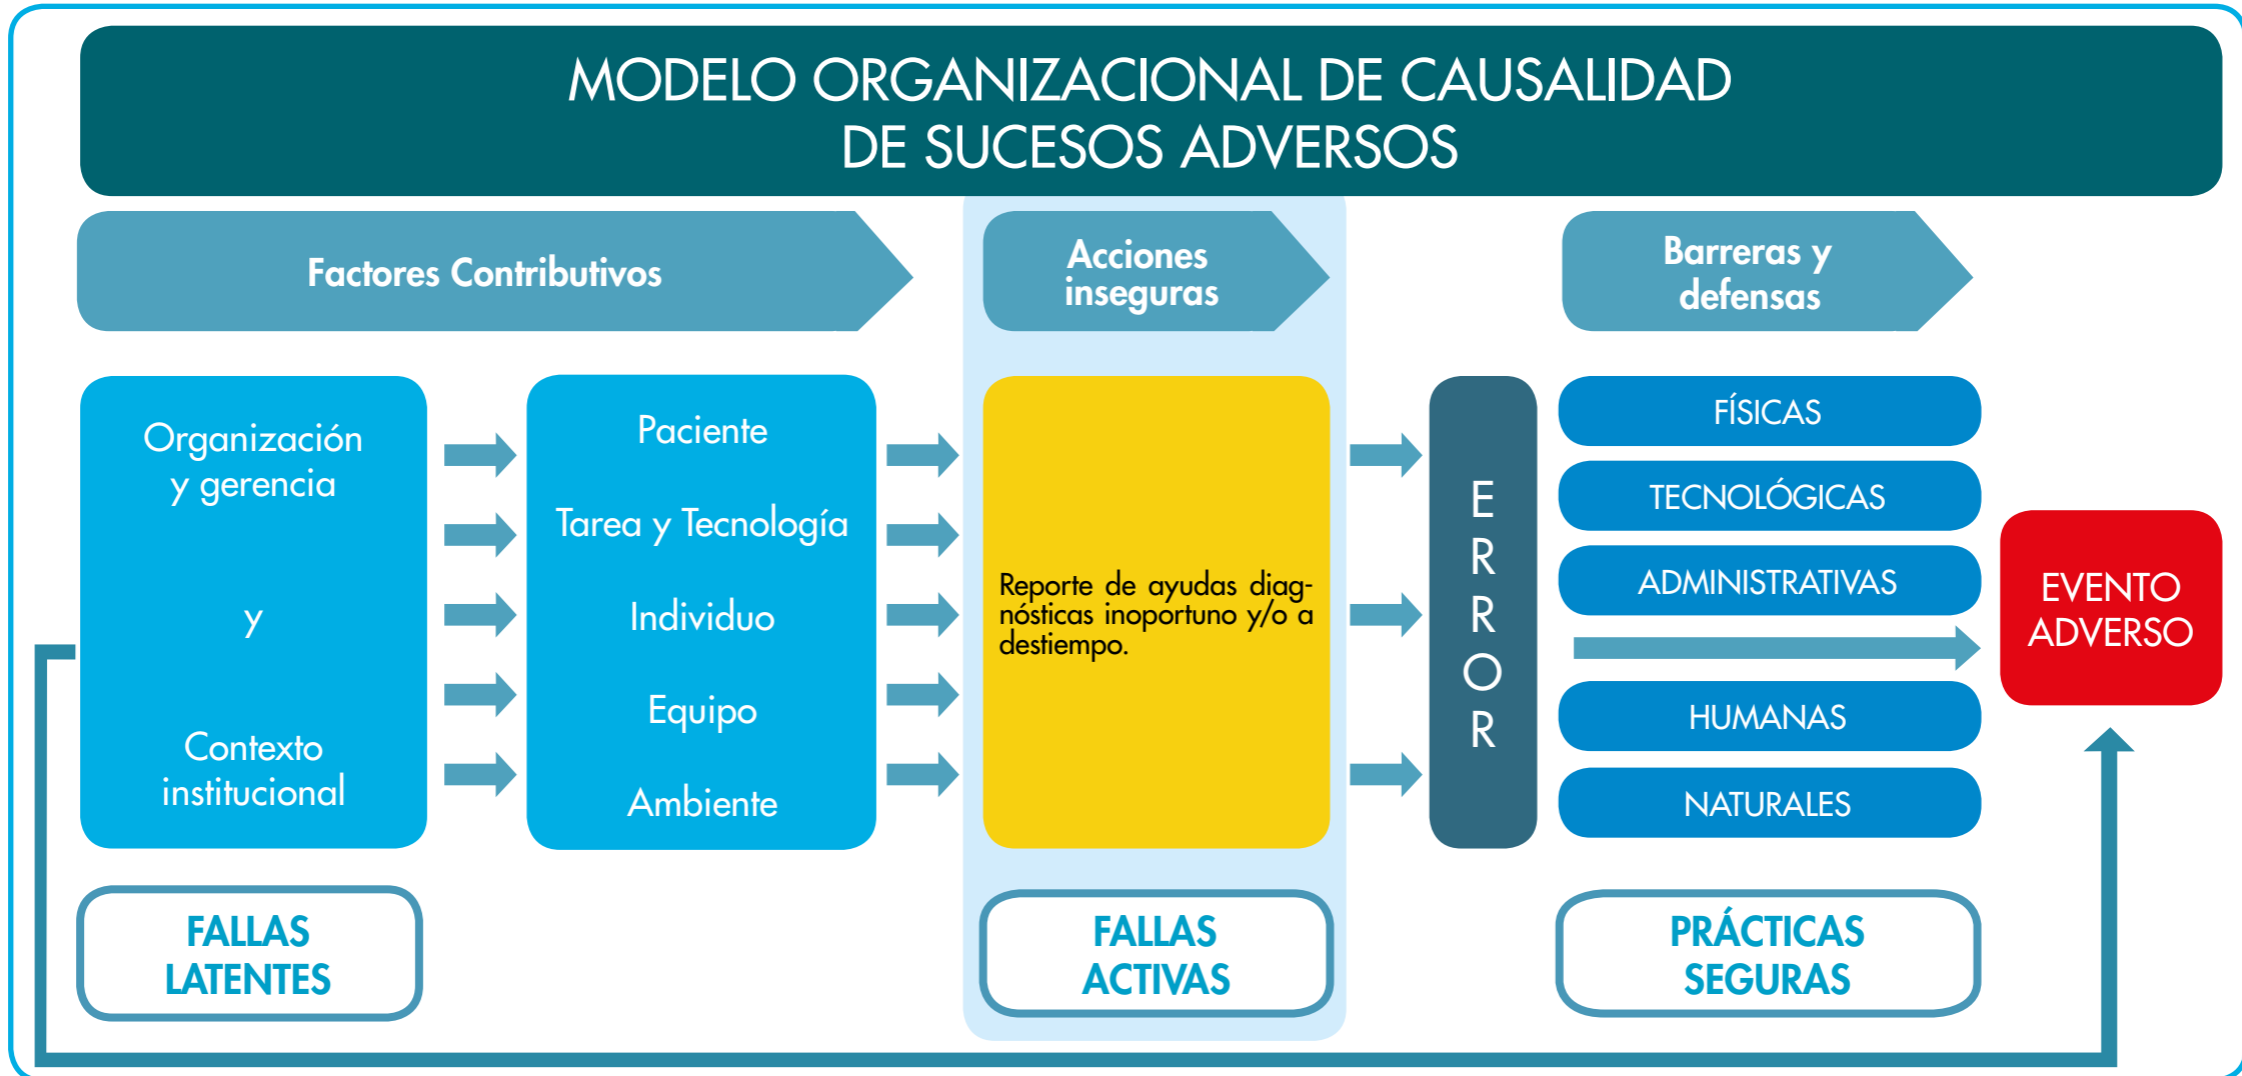 MODELO ORGANIZACIONAL DE CAUSALIDAD
DE SUCESOS ADVERSOS
Factores Contributivos
Acciones
inseguras
Barreras y
defensas
Organización
y gerencia
y
Contexto
institucional
Paciente
Tarea y Tecnología
Individuo
Equipo
Ambiente
Reporte de ayudas diag-
nósticas inoportuno y/o a
destiempo.
E
R
R
O
R
FÍSICAS
TECNOLÓGICAS
ADMINISTRATIVAS
HUMANAS
NATURALES
EVENTO
ADVERSO
FALLAS
LATENTES
FALLAS
ACTIVAS
PRÁCTICAS
SEGURAS